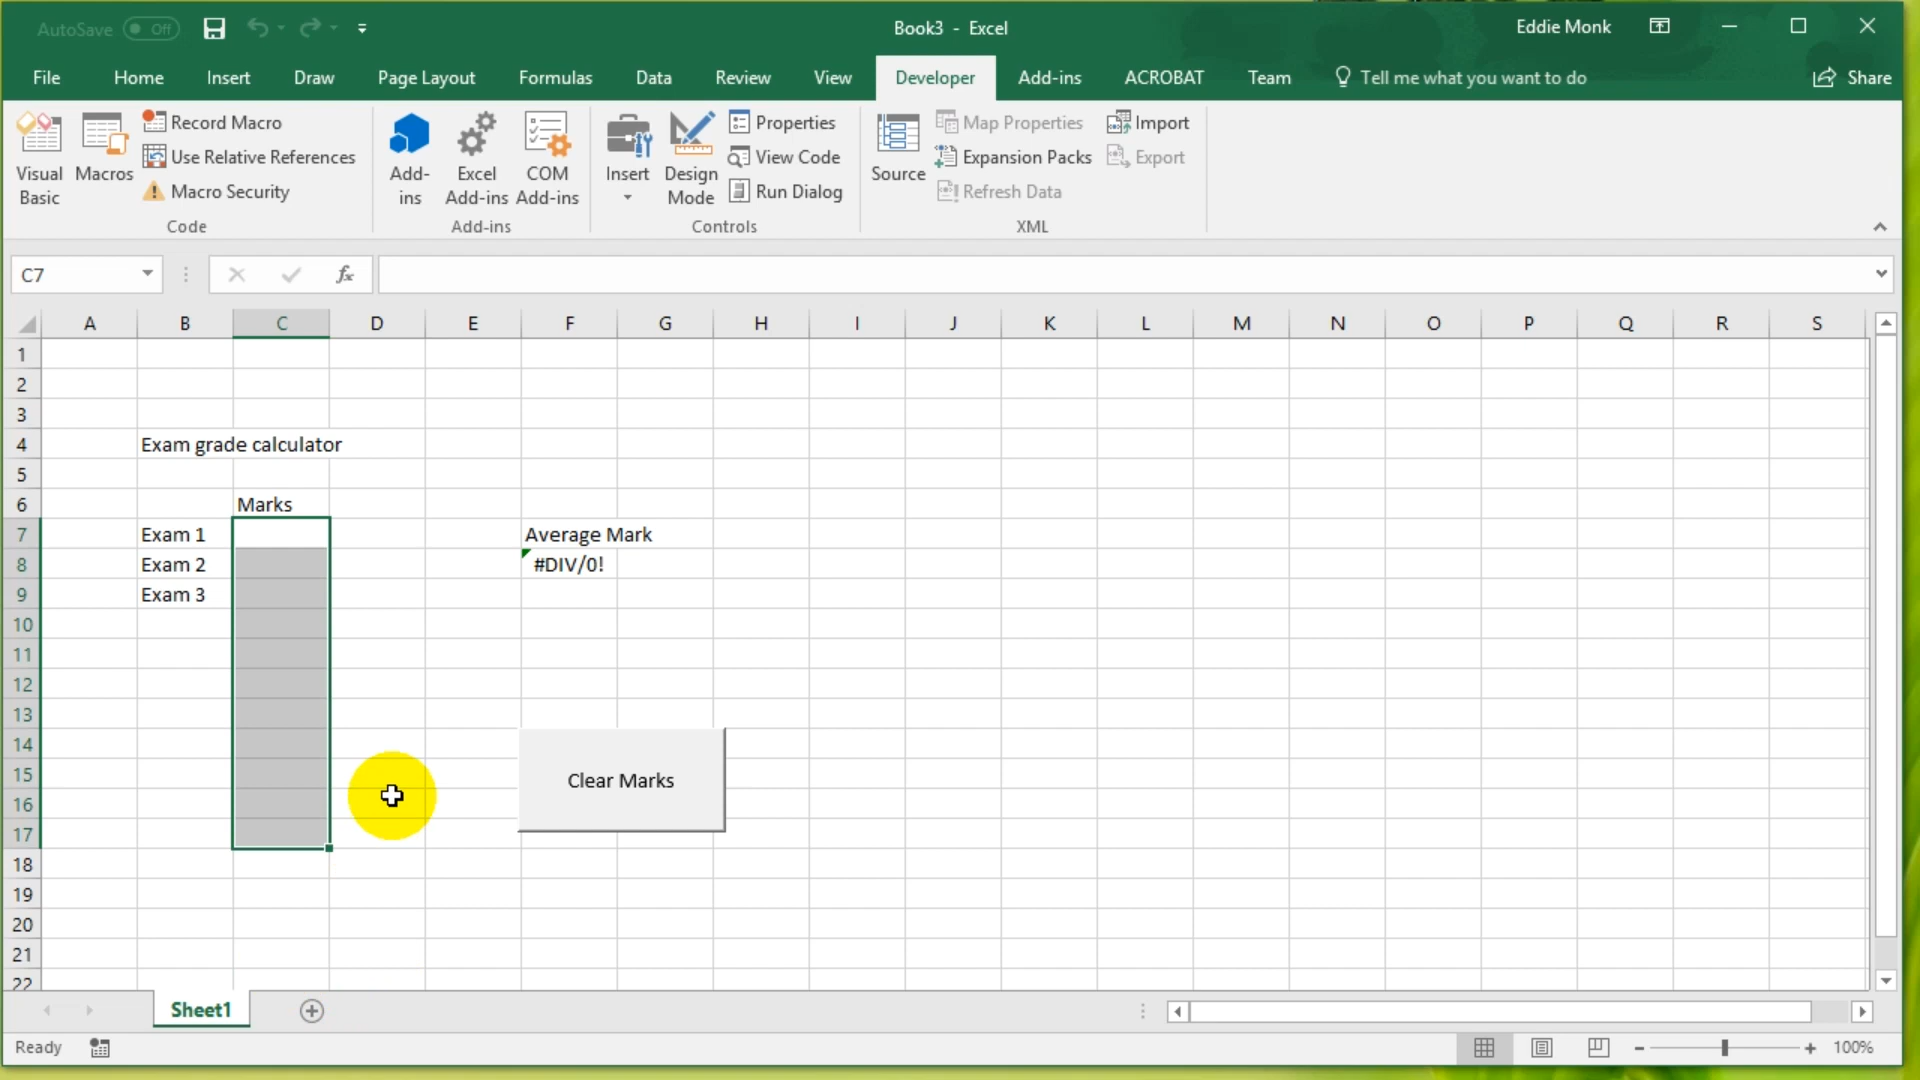 AutoSave Off Book3 - Excel Eddie Monk
File Home Insert Draw Page Layout Formulas Data Review View Developer Add-ins ACROBAT Team Tell me what you want to do Share
Visual Basic
Macros
Record Macro
Use Relative References
Macro Security
Code
Add-ins
Excel Add-ins
COM Add-ins
Add-ins
Insert
Design Mode
Properties
View Code
Run Dialog
Controls
Source
Map Properties
Expansion Packs
Refresh Data
Import
Export
XML
C7 fx
A B C D E F G H I J K L M N O P Q R S
1
2
3
4 Exam grade calculator
5
6 Marks
7 Exam 1 Average Mark
8 Exam 2 #DIV/0!
9 Exam 3
10
11
12
13
14
15 Clear Marks
16
17
18
19
20
21
22
Sheet1
Ready 100%